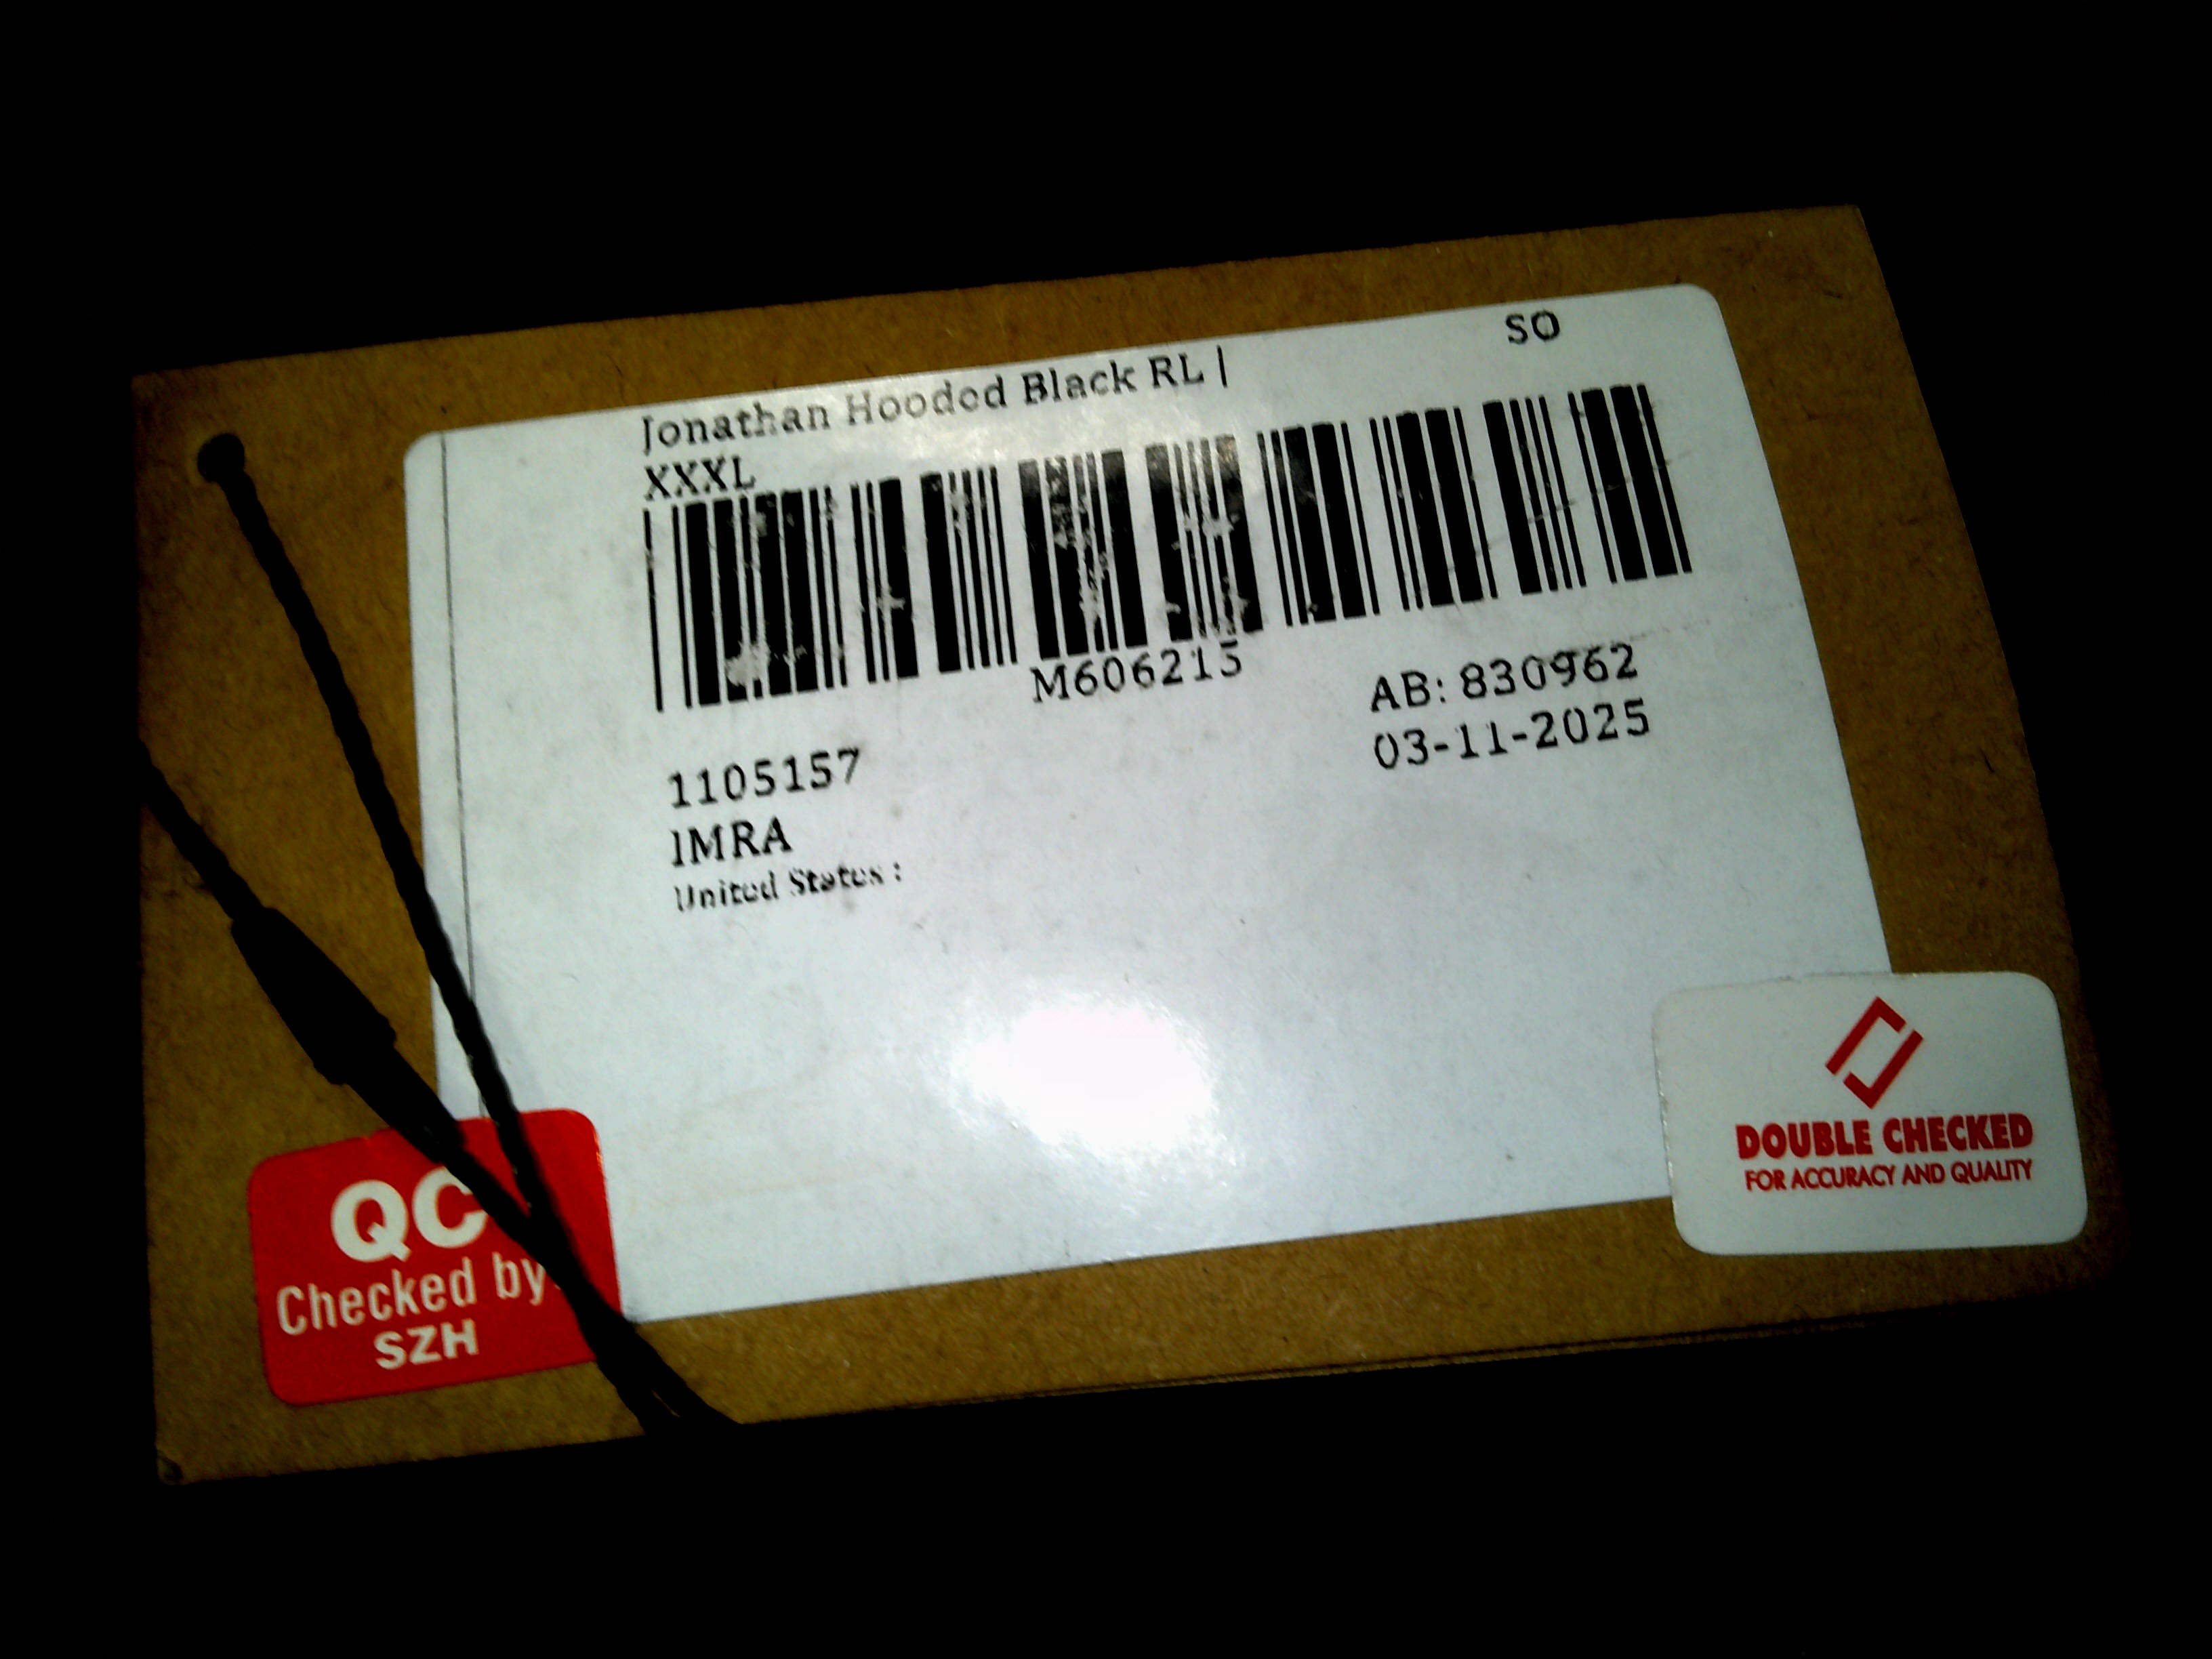 SO
Jonathan Hooded Black RL |
XXXL
M606215
AB: 830962
03-11-2025
1105157
IMRA
United States :
QC
Checked by:
SZH
DOUBLE CHECKED
FOR ACCURACY AND QUALITY